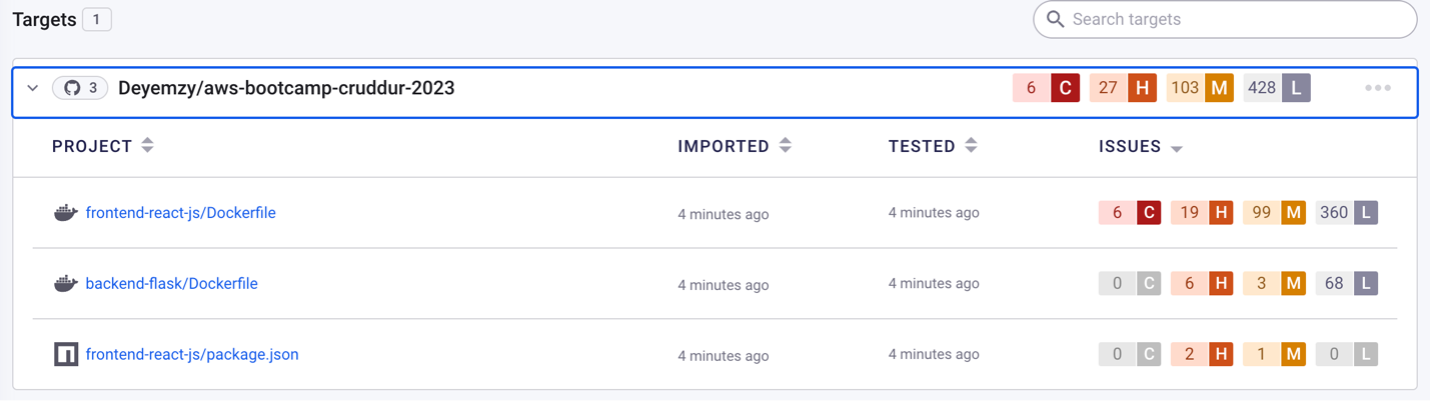 Targets 1 Search targets
3 Deyemzy/aws-bootcamp-cruddur-2023 6 C 27 H 103 M 428 L
PROJECT IMPORTED TESTED ISSUES
frontend-react-js/Dockerfile 4 minutes ago 4 minutes ago 6 C 19 H 99 M 360 L
backend-flask/Dockerfile 4 minutes ago 4 minutes ago 0 C 6 H 3 M 68 L
frontend-react-js/package.json 4 minutes ago 4 minutes ago 0 C 2 H 1 M 0 L